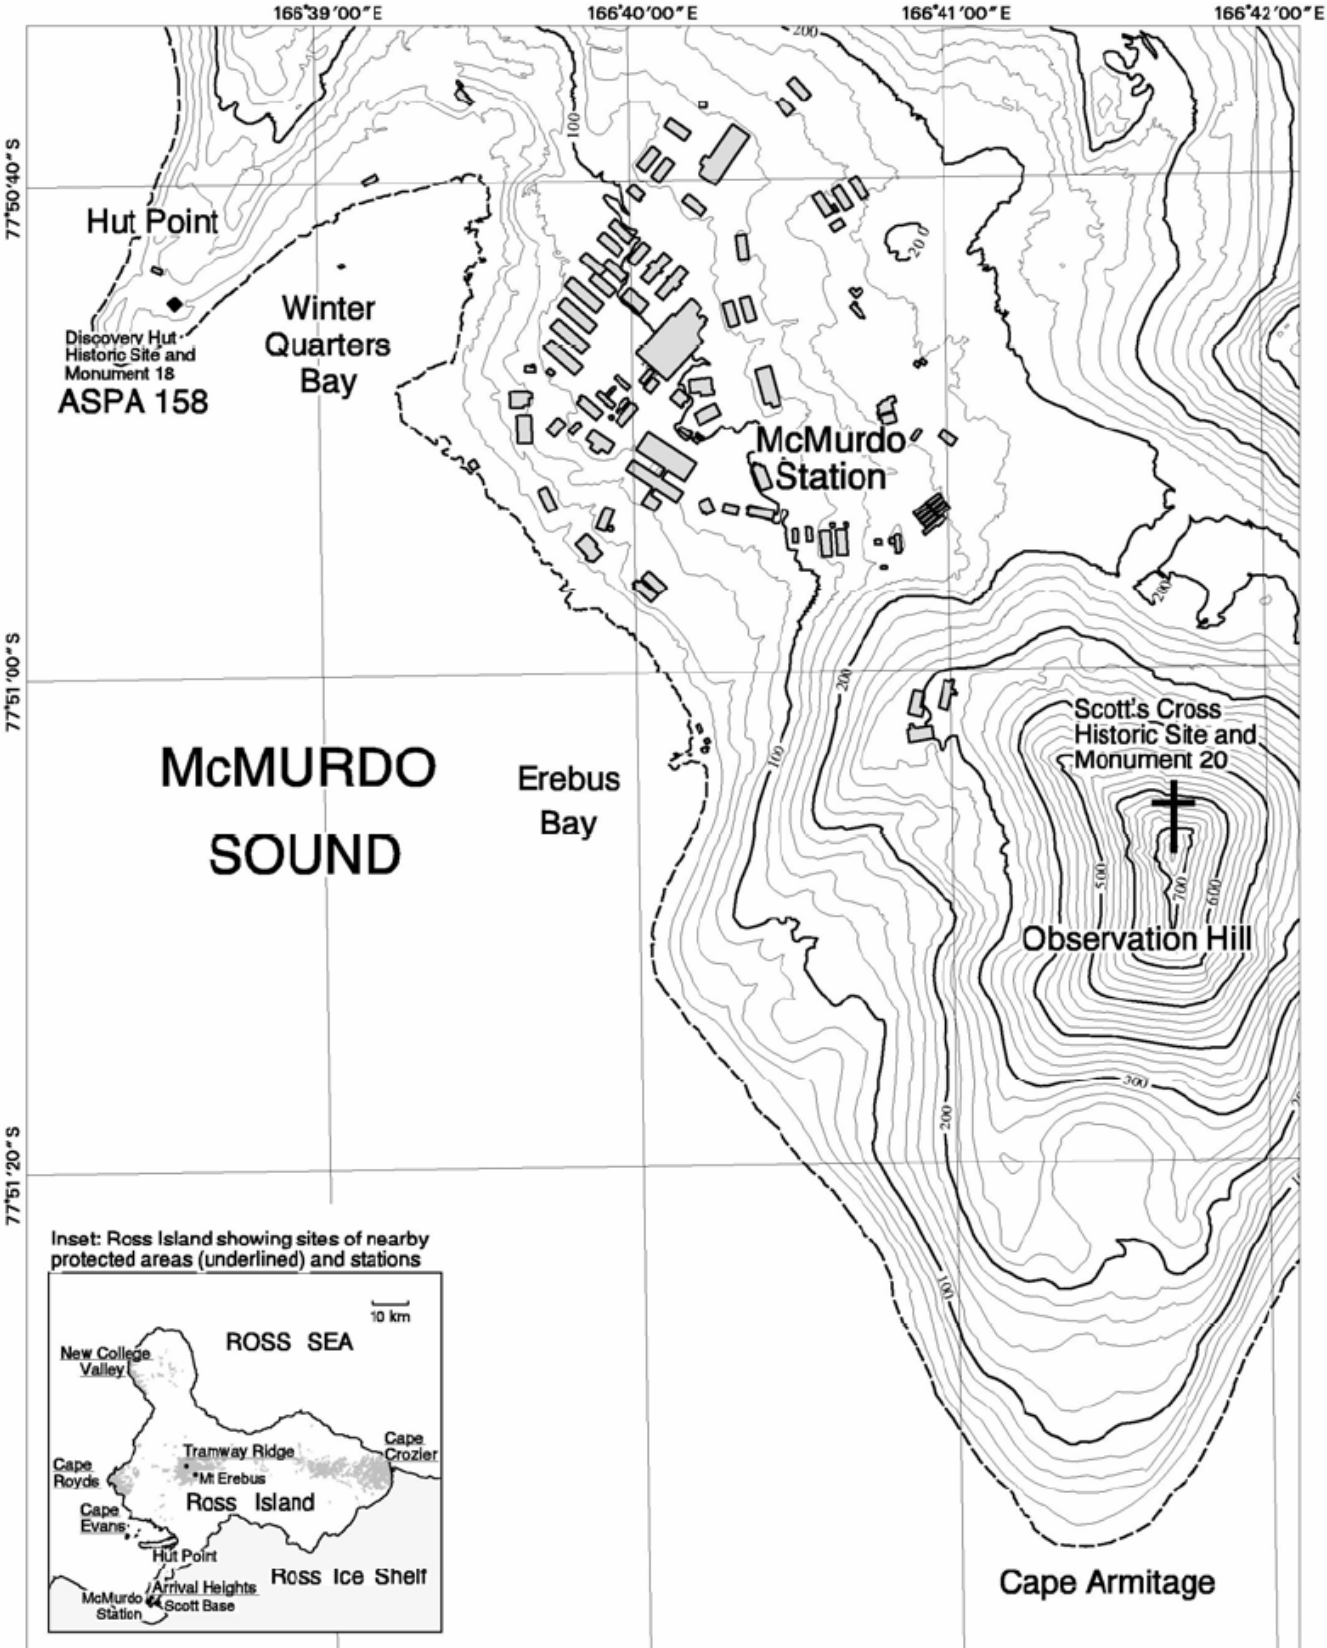 166°39'00"E
166°40'00"E
166°41'00"E
166°42'00"E
200
100
77°50'40"S
Hut Point
200
Winter
Quarters
Bay
Discovery Hut
Historic Site and
Monument 18
ASPA 158
McMurdo
Station
200
77°51'00"S
200
Scott's Cross
Historic Site and
Monument 20
100
McMURDO
SOUND
Erebus
Bay
500
700
600
Observation Hill
300
200
77°51'20"S
100
Inset: Ross Island showing sites of nearby
protected areas (underlined) and stations
10 km
ROSS SEA
New College
Valley
Cape
Crozier
Tramway Ridge
Mt Erebus
Cape
Royds
Ross Island
Cape
Evans
Hut Point
Ross Ice Shelf
Arrival Heights
McMurdo
Station
Scott Base
Cape Armitage